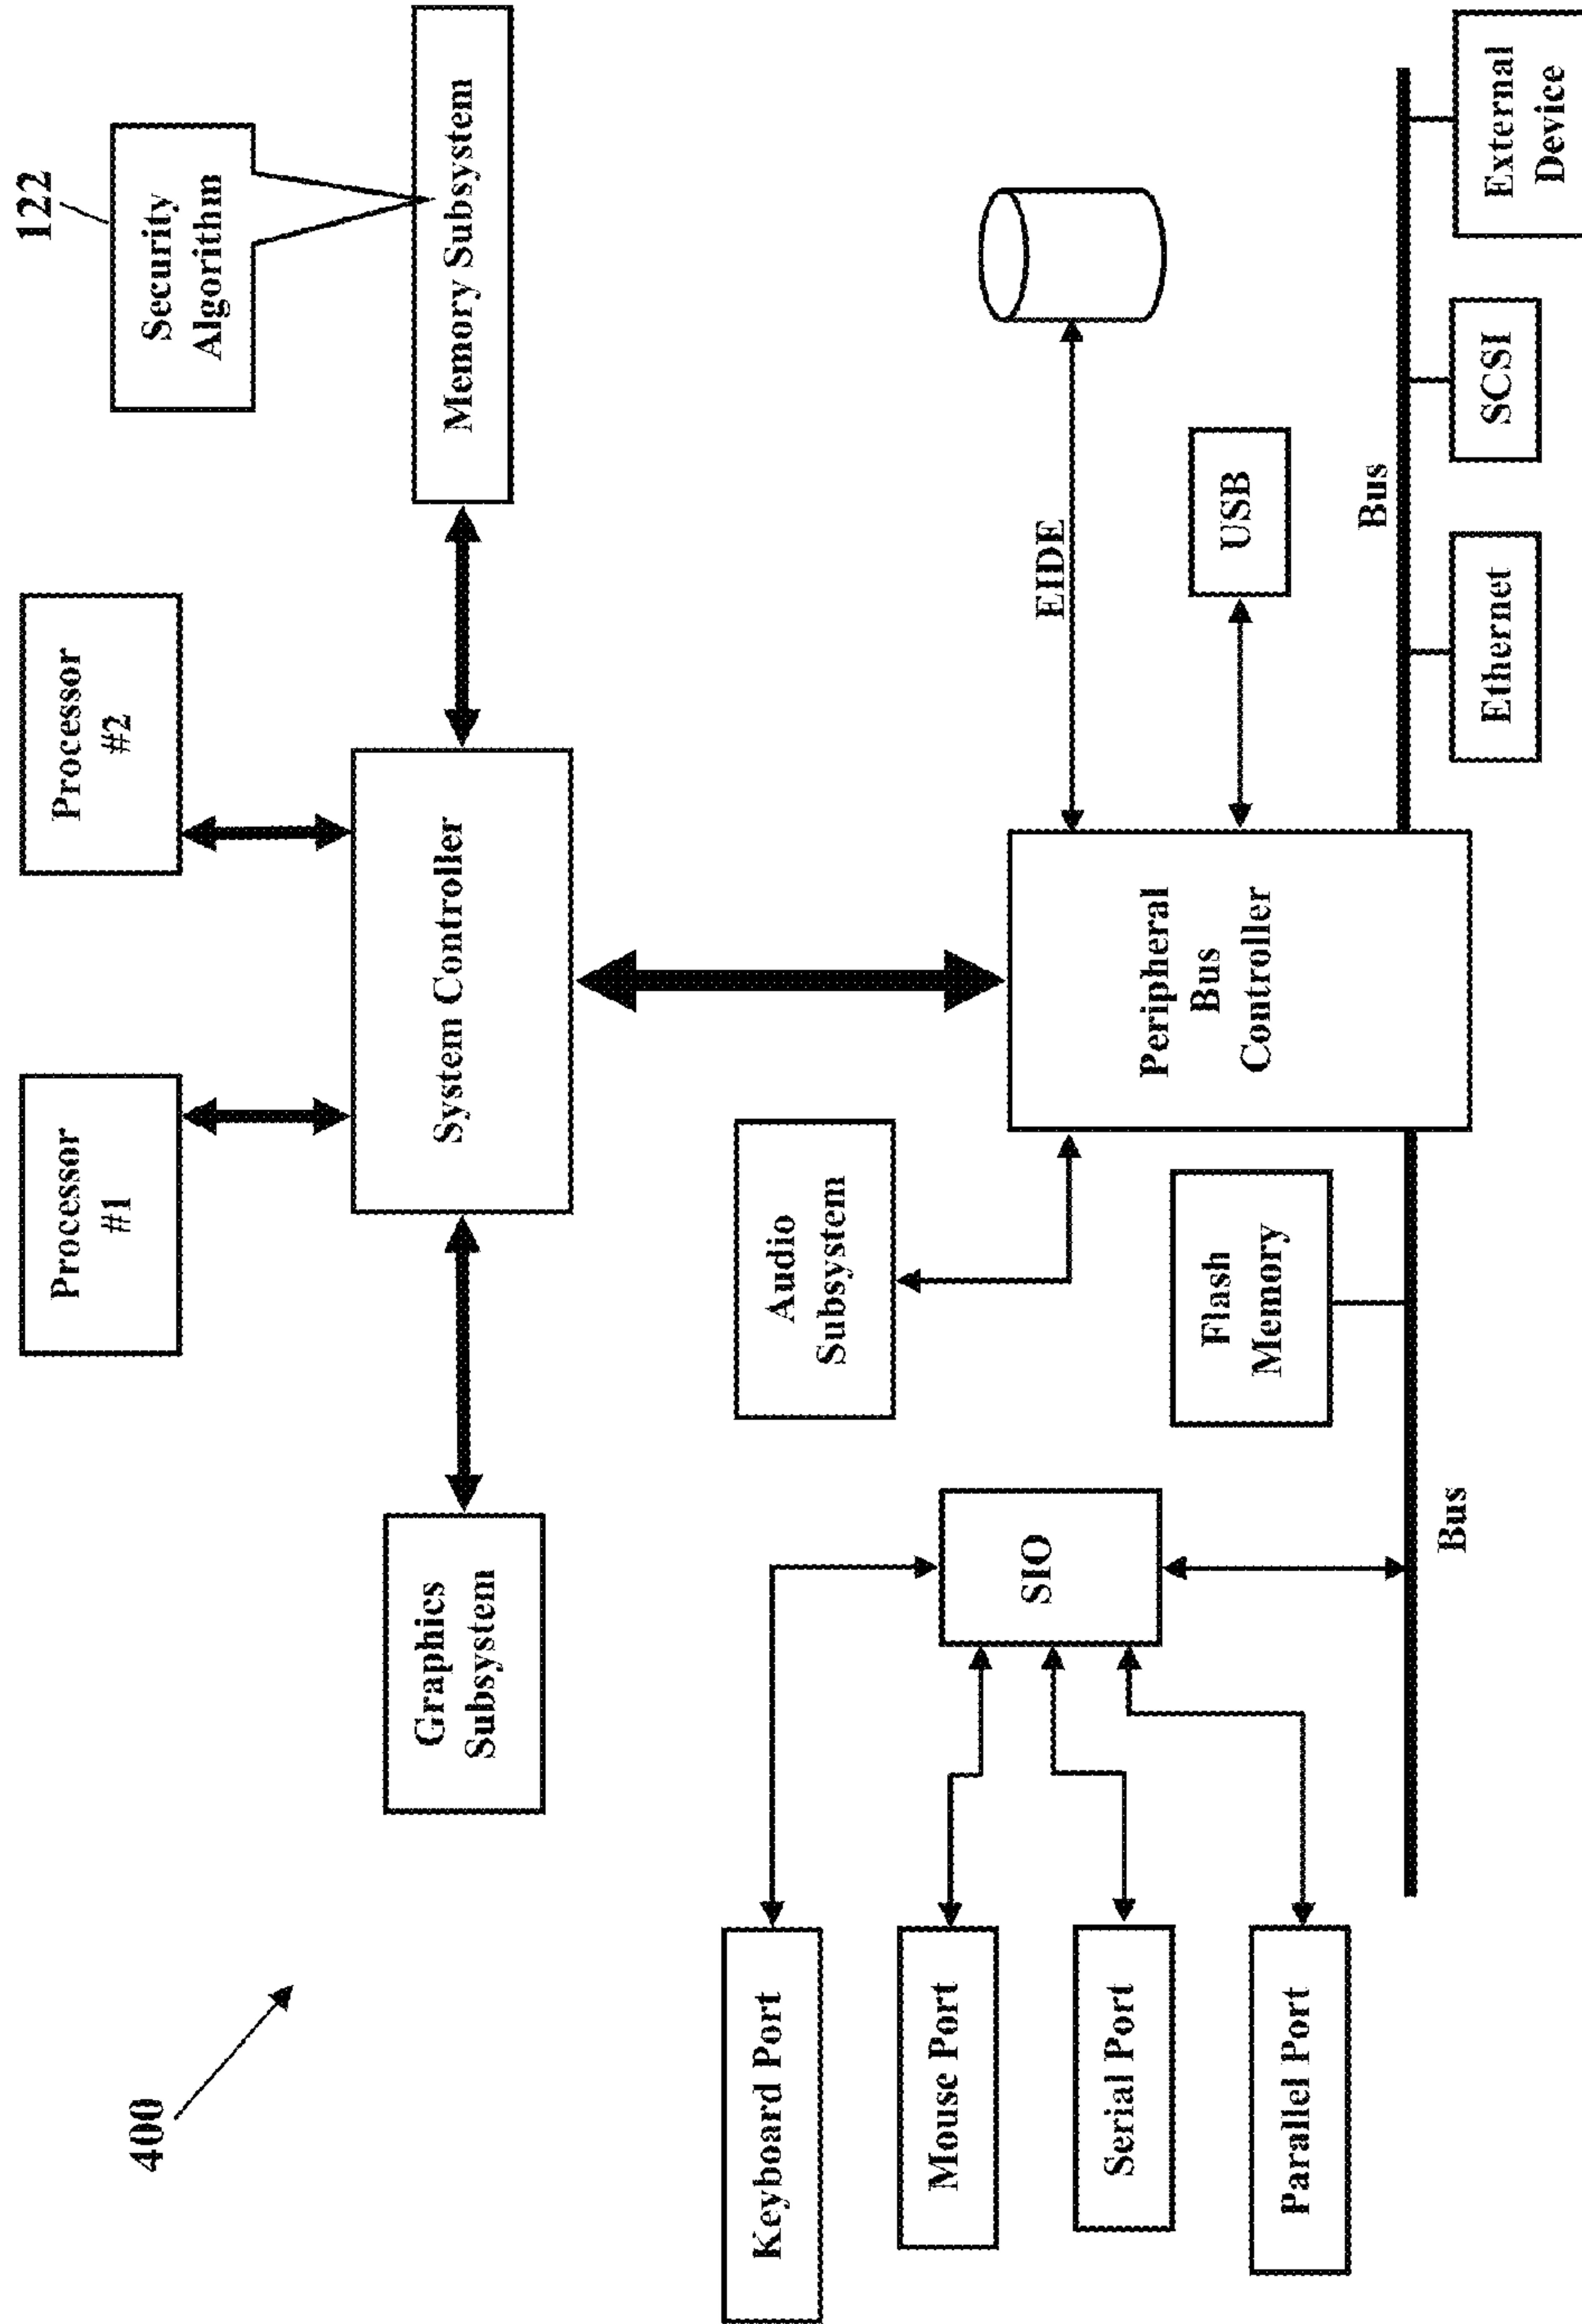 400
122
Security
Algorithm
Processor
#1
Processor
#2
Graphics
Subsystem
System Controller
Memory Subsystem
Keyboard Port
Mouse Port
Serial Port
Parallel Port
SIO
Audio
Subsystem
Flash
Memory
Peripheral
Bus
Controller
EIDE
USB
Bus
Bus
Ethernet
SCSI
External
Device